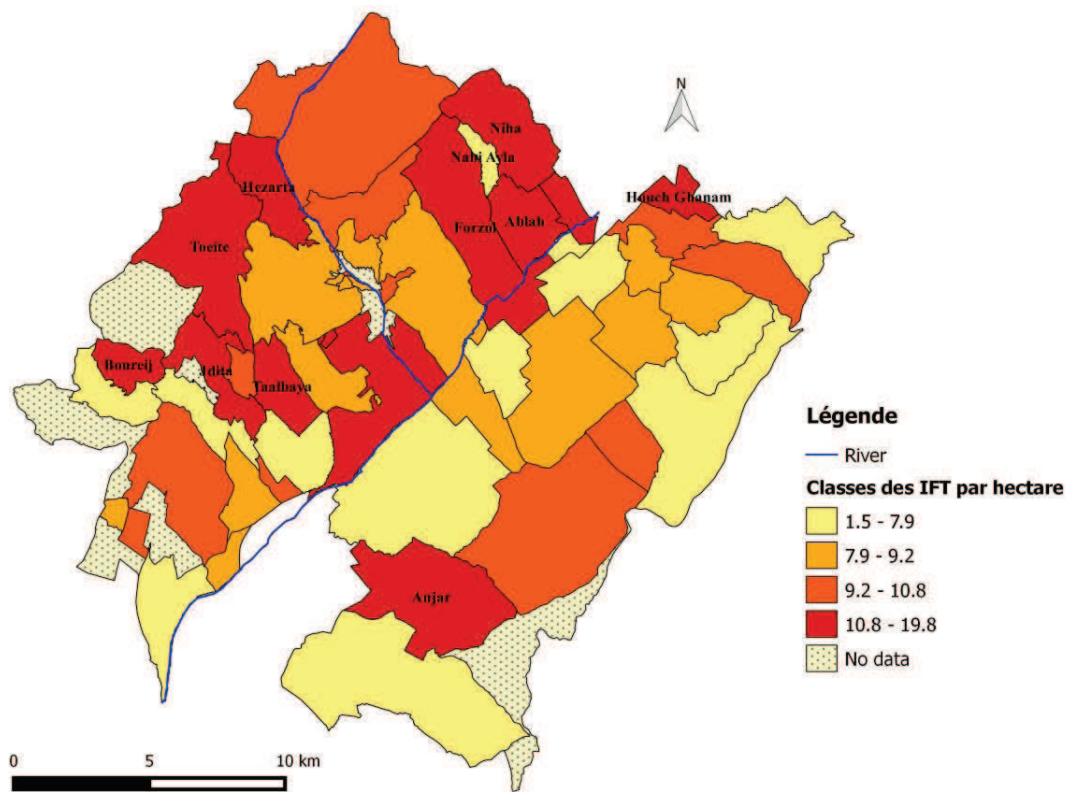 N
Niha
Nabi Ayla
Hezarta
Houch Ghanam
Forzol
Ablah
Toeite
Boureij
Jdita
Taalbaya
Anjar
Légende
River
Classes des IFT par hectare
1.5 - 7.9
7.9 - 9.2
9.2 - 10.8
10.8 - 19.8
No data
0 5 10 km